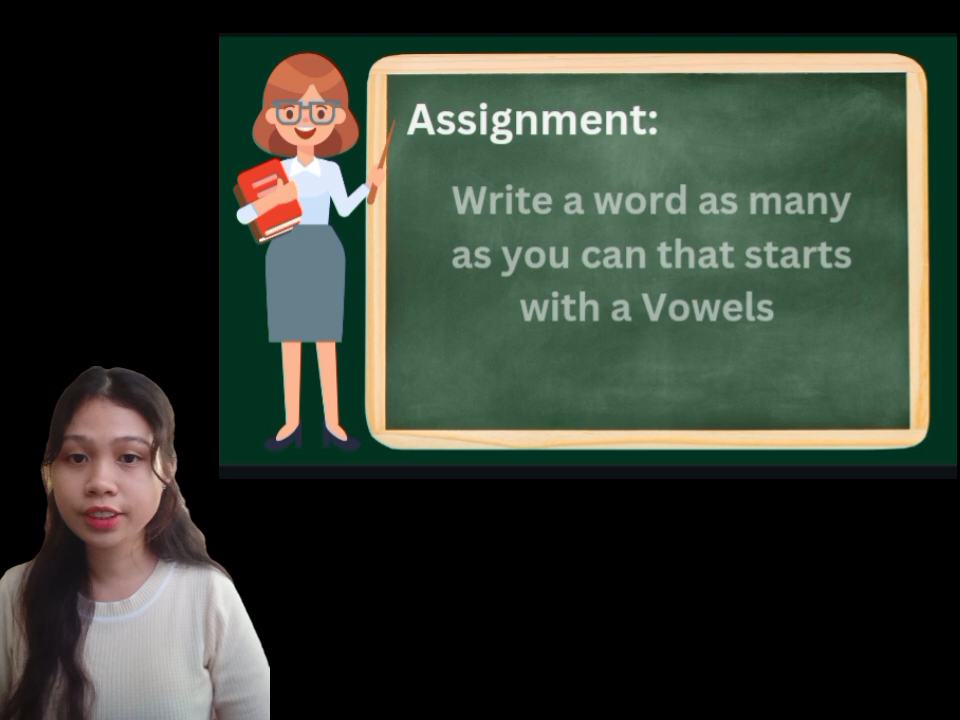 Assignment:
Write a word as many
as you can that starts
with a Vowels